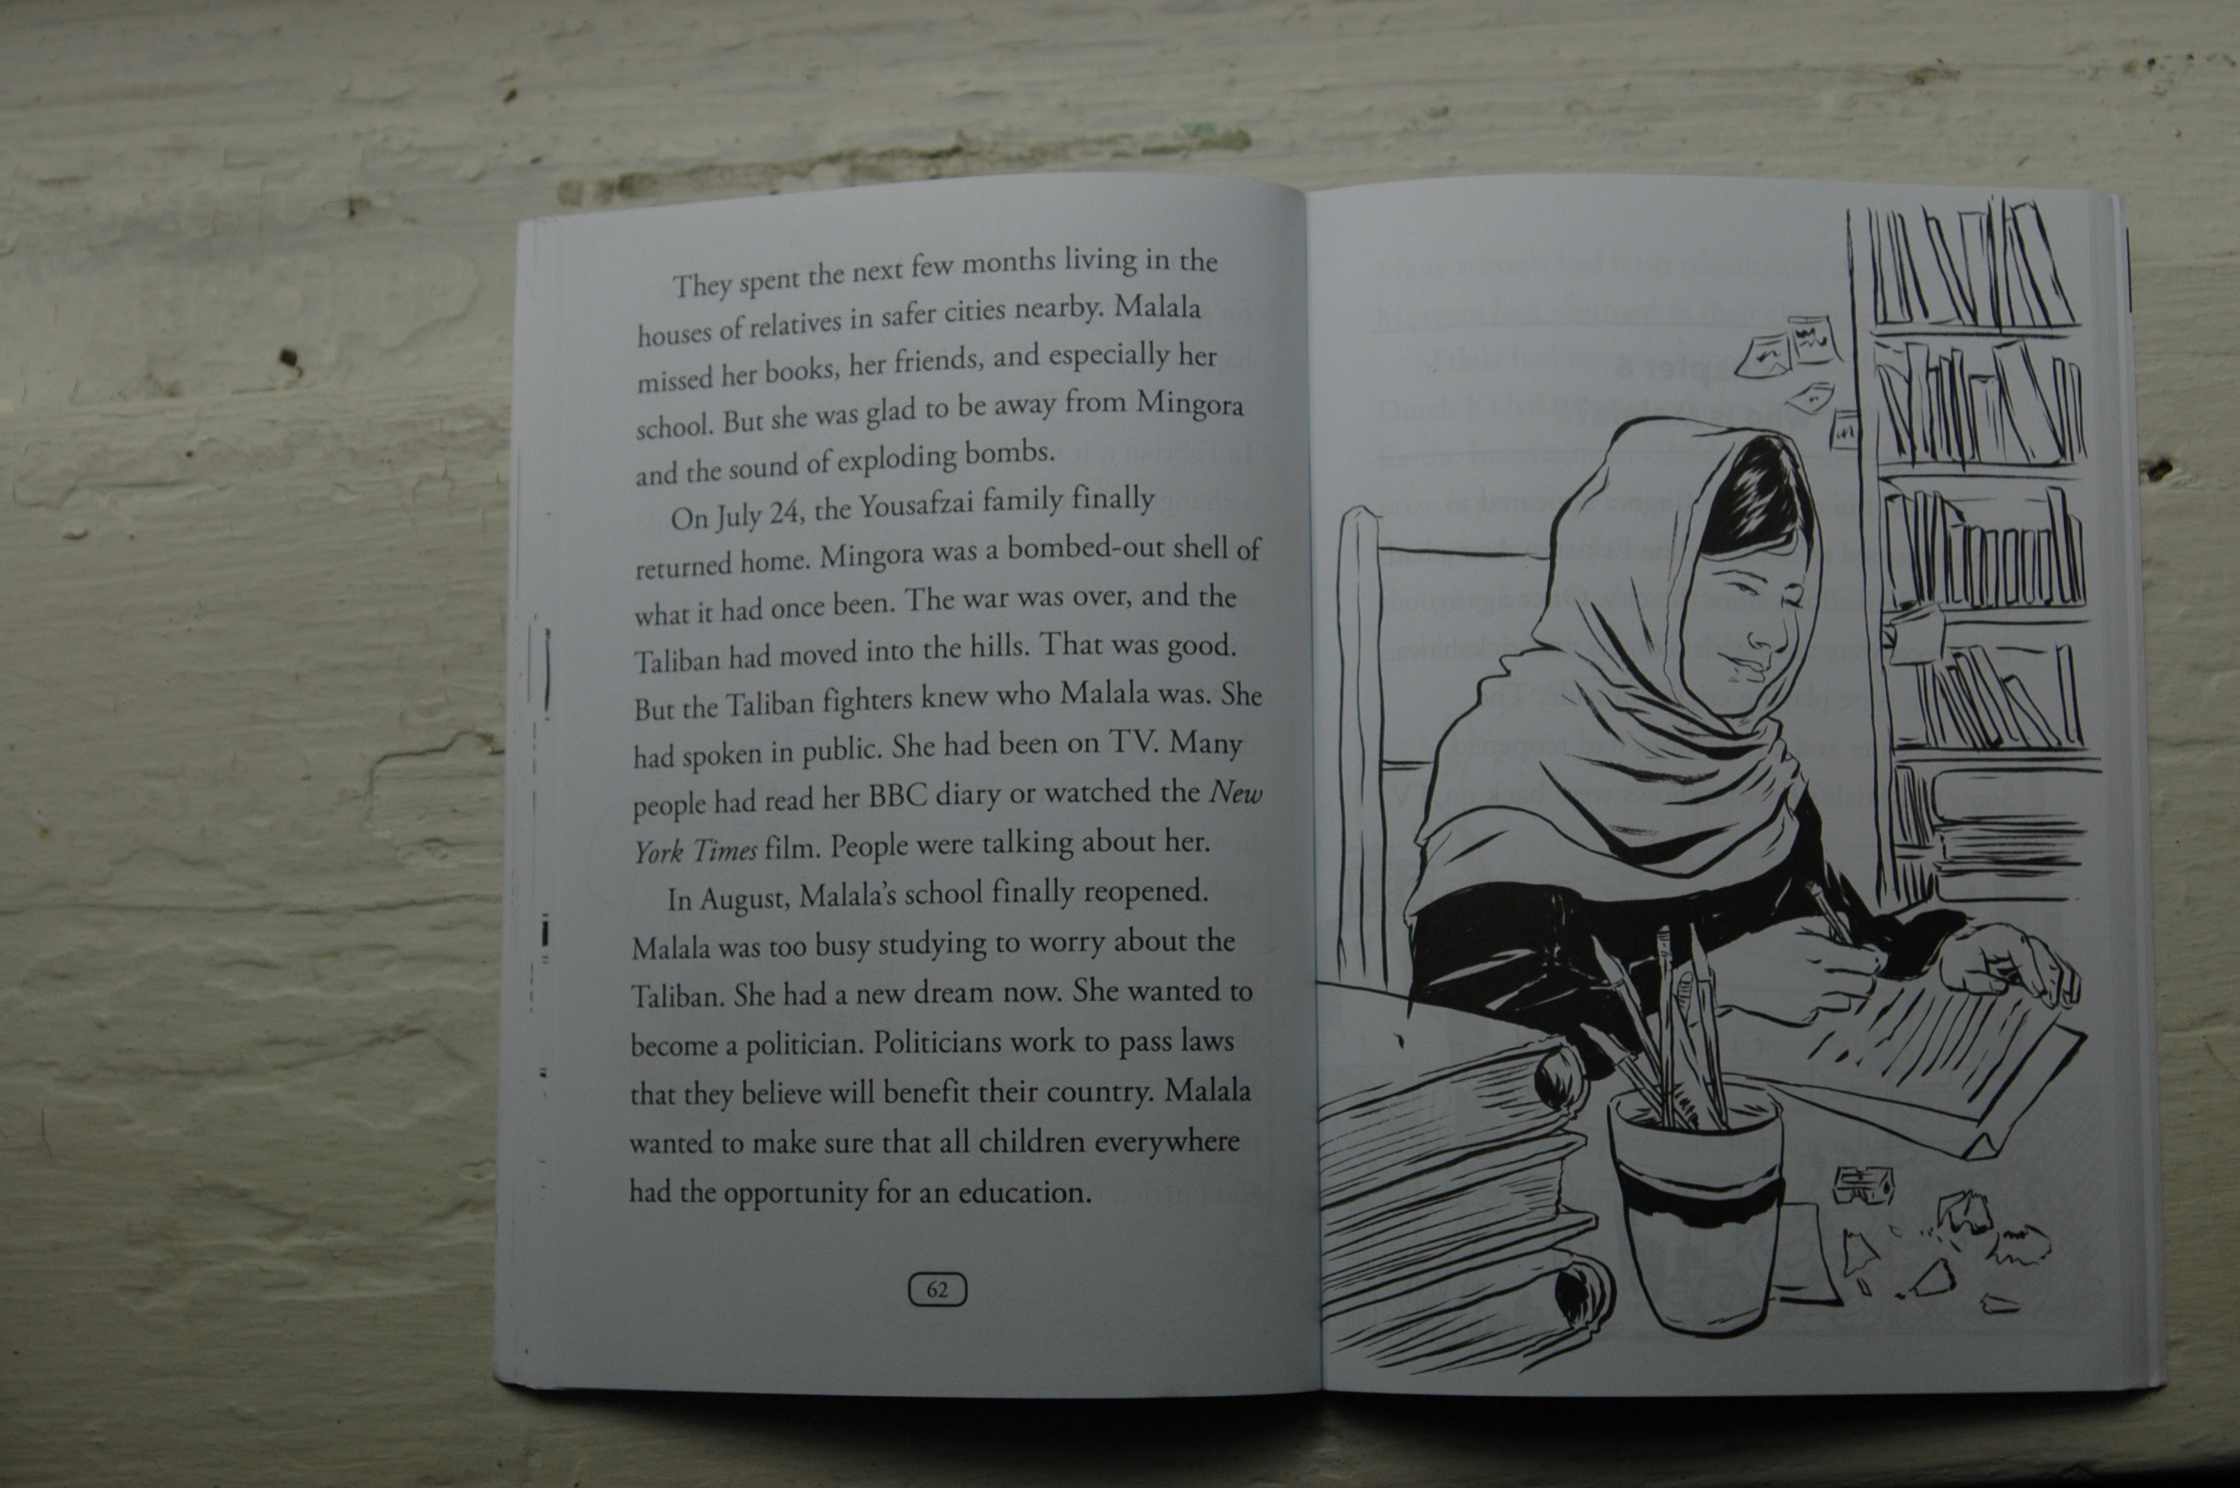 They spent the next few months living in the
houses of relatives in safer cities nearby. Malala
missed her books, her friends, and especially her
school. But she was glad to be away from Mingora
and the sound of exploding bombs.
On July 24, the Yousafzai family finally
returned home. Mingora was a bombed-out shell of
what it had once been. The war was over, and the
Taliban had moved into the hills. That was good.
But the Taliban fighters knew who Malala was. She
had spoken in public. She had been on TV. Many
people had read her BBC diary or watched the New
York Times film. People were talking about her.
In August, Malala’s school finally reopened.
Malala was too busy studying to worry about the
Taliban. She had a new dream now. She wanted to
become a politician. Politicians work to pass laws
that they believe will benefit their country. Malala
wanted to make sure that all children everywhere
had the opportunity for an education.
62